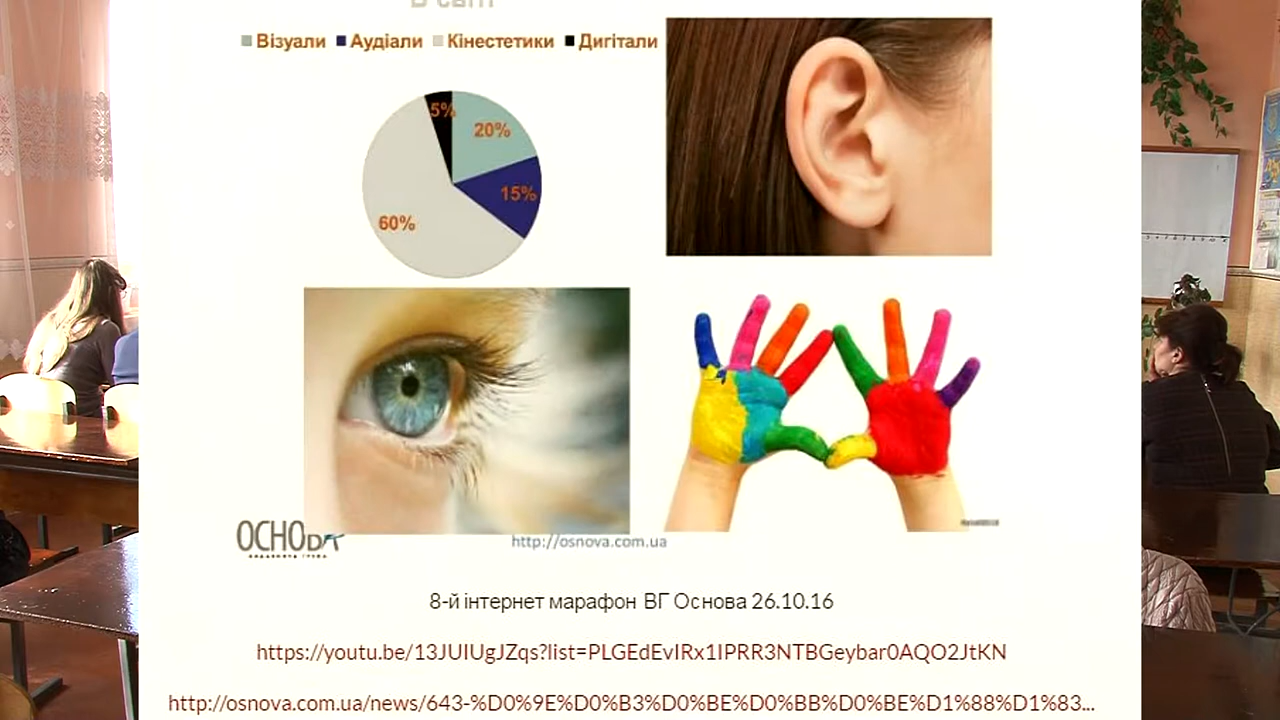 В світі
Візуали Аудіали Кінестетики Дигітали
5%
20%
15%
60%
ОСНОВА
http://osnova.com.ua
8-й інтернет марафон ВГ Основа 26.10.16
https://youtu.be/13JUIUgJZqs?list=PLGEdEvIRx1IPRR3NTBGeybar0AQO2JtKN
http://osnova.com.ua/news/643-%D0%9E%D0%B3%D0%BE%D0%BB%D0%BE%D1%88%D1%83...